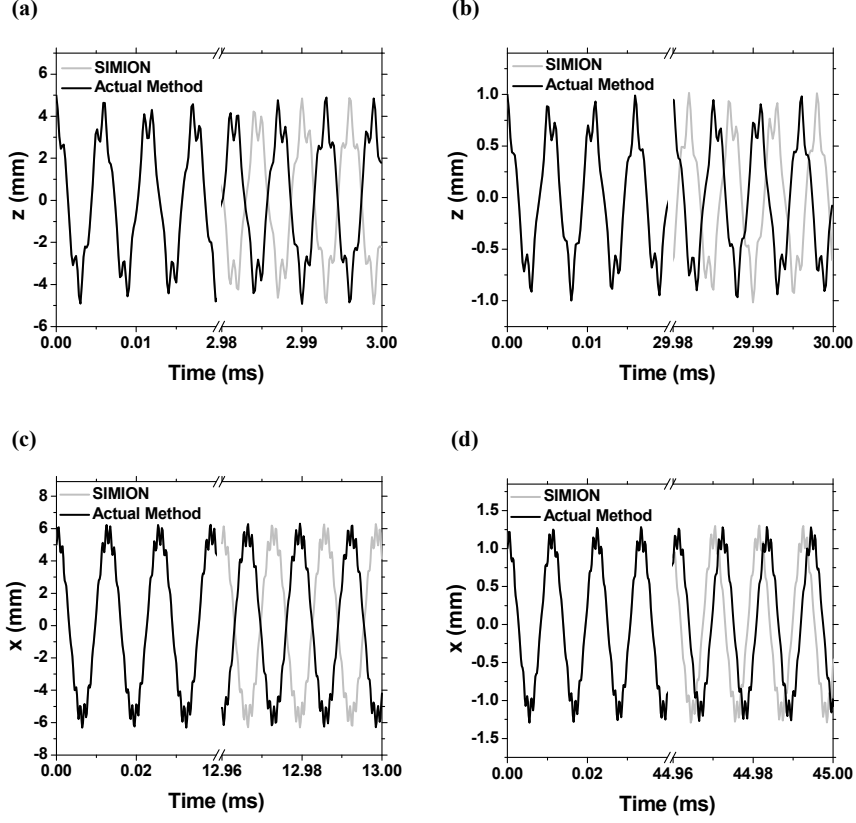 (a)
SIMION
Actual Method
6
4
2
0
-2
-4
-6
z (mm)
0.00 0.01 2.98 2.99 3.00
Time (ms)
(b)
SIMION
Actual Method
1.0
0.5
0.0
-0.5
-1.0
z (mm)
0.00 0.01 29.98 29.99 30.00
Time (ms)
(c)
SIMION
Actual Method
8
6
4
2
0
-2
-4
-6
-8
x (mm)
0.00 0.02 12.96 12.98 13.00
Time (ms)
(d)
SIMION
Actual Method
1.5
1.0
0.5
0.0
-0.5
-1.0
-1.5
x (mm)
0.00 0.02 44.96 44.98 45.00
Time (ms)